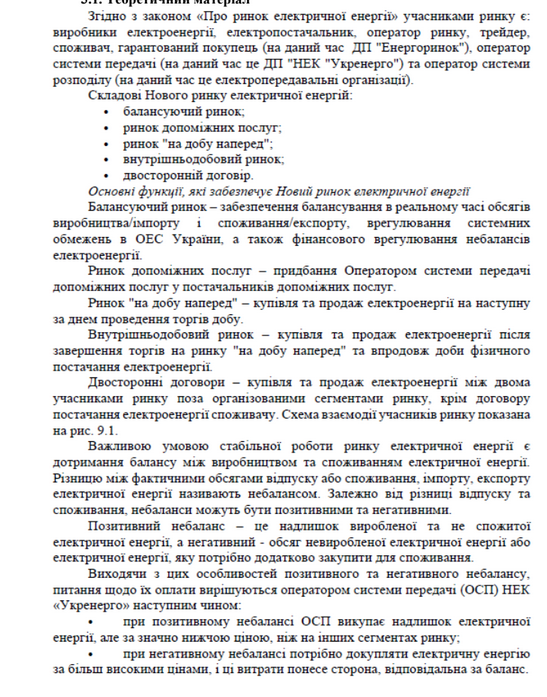 Теоретичний матеріал
Згідно з законом «Про ринок електричної енергії» учасниками ринку є:
виробники електроенергії, електропостачальник, оператор ринку, трейдер,
споживач, гарантований покупець (на даний час ДП "Енергоринок"), оператор
системи передачі (на даний час це ДП "НЕК "Укренерго") та оператор системи
розподілу (на даний час це електропередавальні організації).
Складові Нового ринку електричної енергій:
• балансуючий ринок;
• ринок допоміжних послуг;
• ринок "на добу наперед";
• внутрішньодобовий ринок;
• двосторонній договір.
Основні функції, які забезпечує Новий ринок електричної енергії
Балансуючий ринок – забезпечення балансування в реальному часі обсягів
виробництва/імпорту і споживання/експорту, врегулювання системних
обмежень в ОЕС України, а також фінансового врегулювання небалансів
електроенергії.
Ринок допоміжних послуг – придбання Оператором системи передачі
допоміжних послуг у постачальників допоміжних послуг.
Ринок "на добу наперед" – купівля та продаж електроенергії на наступну
за днем проведення торгів добу.
Внутрішньодобовий ринок – купівля та продаж електроенергії після
завершення торгів на ринку "на добу наперед" та впродовж доби фізичного
постачання електроенергії.
Двосторонні договори – купівля та продаж електроенергії між двома
учасниками ринку поза організованими сегментами ринку, крім договору
постачання електроенергії споживачу. Схема взаємодії учасників ринку показана
на рис. 9.1.
Важливою умовою стабільної роботи ринку електричної енергії є
дотримання балансу між виробництвом та споживанням електричної енергії.
Різницю між фактичними обсягами відпуску або споживання, імпорту, експорту
електричної енергії називають небалансом. Залежно від різниці відпуску та
споживання, небаланси можуть бути позитивними та негативними.
Позитивний небаланс – це надлишок виробленої та не спожитої
електричної енергії, а негативний - обсяг невиробленої електричної енергії або
електричної енергії, яку потрібно додатково закупити для споживання.
Виходячи з цих особливостей позитивного та негативного небалансу,
питання щодо їх оплати вирішуються оператором системи передачі (ОСП) НЕК
«Укренерго» наступним чином:
• при позитивному небалансі ОСП викупає надлишок електричної
енергії, але за значно нижчою ціною, ніж на інших сегментах ринку;
• при негативному небалансі потрібно докупляти електричну енергію
за більш високими цінами, і ці витрати понесе сторона, відповідальна за баланс.